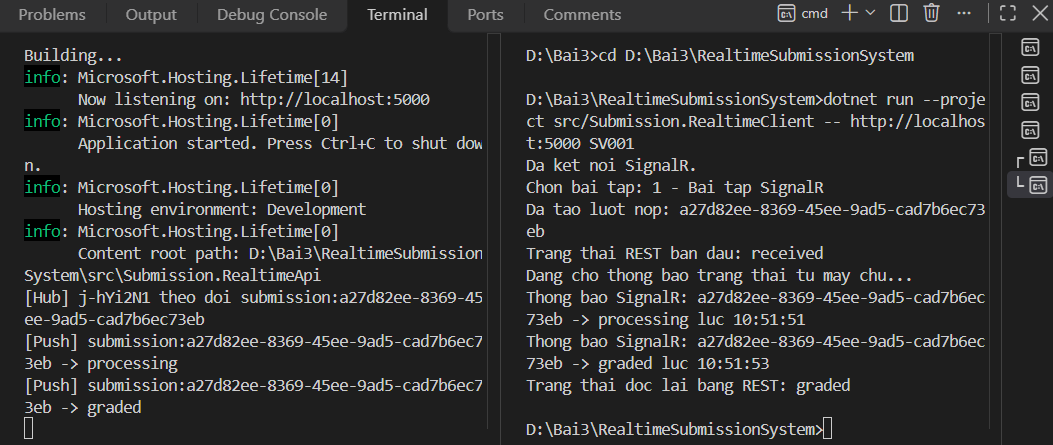 Problems Output Debug Console Terminal Ports Comments cmd
Building...
info: Microsoft.Hosting.Lifetime[14]
Now listening on: http://localhost:5000
info: Microsoft.Hosting.Lifetime[0]
Application started. Press Ctrl+C to shut dow
n.
info: Microsoft.Hosting.Lifetime[0]
Hosting environment: Development
info: Microsoft.Hosting.Lifetime[0]
Content root path: D:\Bai3\RealtimeSubmission
System\src\Submission.RealtimeApi
[Hub] j-hYi2N1 theo doi submission:a27d82ee-8369-45
ee-9ad5-cad7b6ec73eb
[Push] submission:a27d82ee-8369-45ee-9ad5-cad7b6ec7
3eb -> processing
[Push] submission:a27d82ee-8369-45ee-9ad5-cad7b6ec7
3eb -> graded
D:\Bai3>cd D:\Bai3\RealtimeSubmissionSystem
D:\Bai3\RealtimeSubmissionSystem>dotnet run --proje
ct src/Submission.RealtimeClient -- http://localhos
t:5000 SV001
Da ket noi SignalR.
Chon bai tap: 1 - Bai tap SignalR
Da tao luot nop: a27d82ee-8369-45ee-9ad5-cad7b6ec73
eb
Trang thai REST ban dau: received
Dang cho thong bao trang thai tu may chu...
Thong bao SignalR: a27d82ee-8369-45ee-9ad5-cad7b6ec
73eb -> processing luc 10:51:51
Thong bao SignalR: a27d82ee-8369-45ee-9ad5-cad7b6ec
73eb -> graded luc 10:51:53
Trang thai doc lai bang REST: graded
D:\Bai3\RealtimeSubmissionSystem>